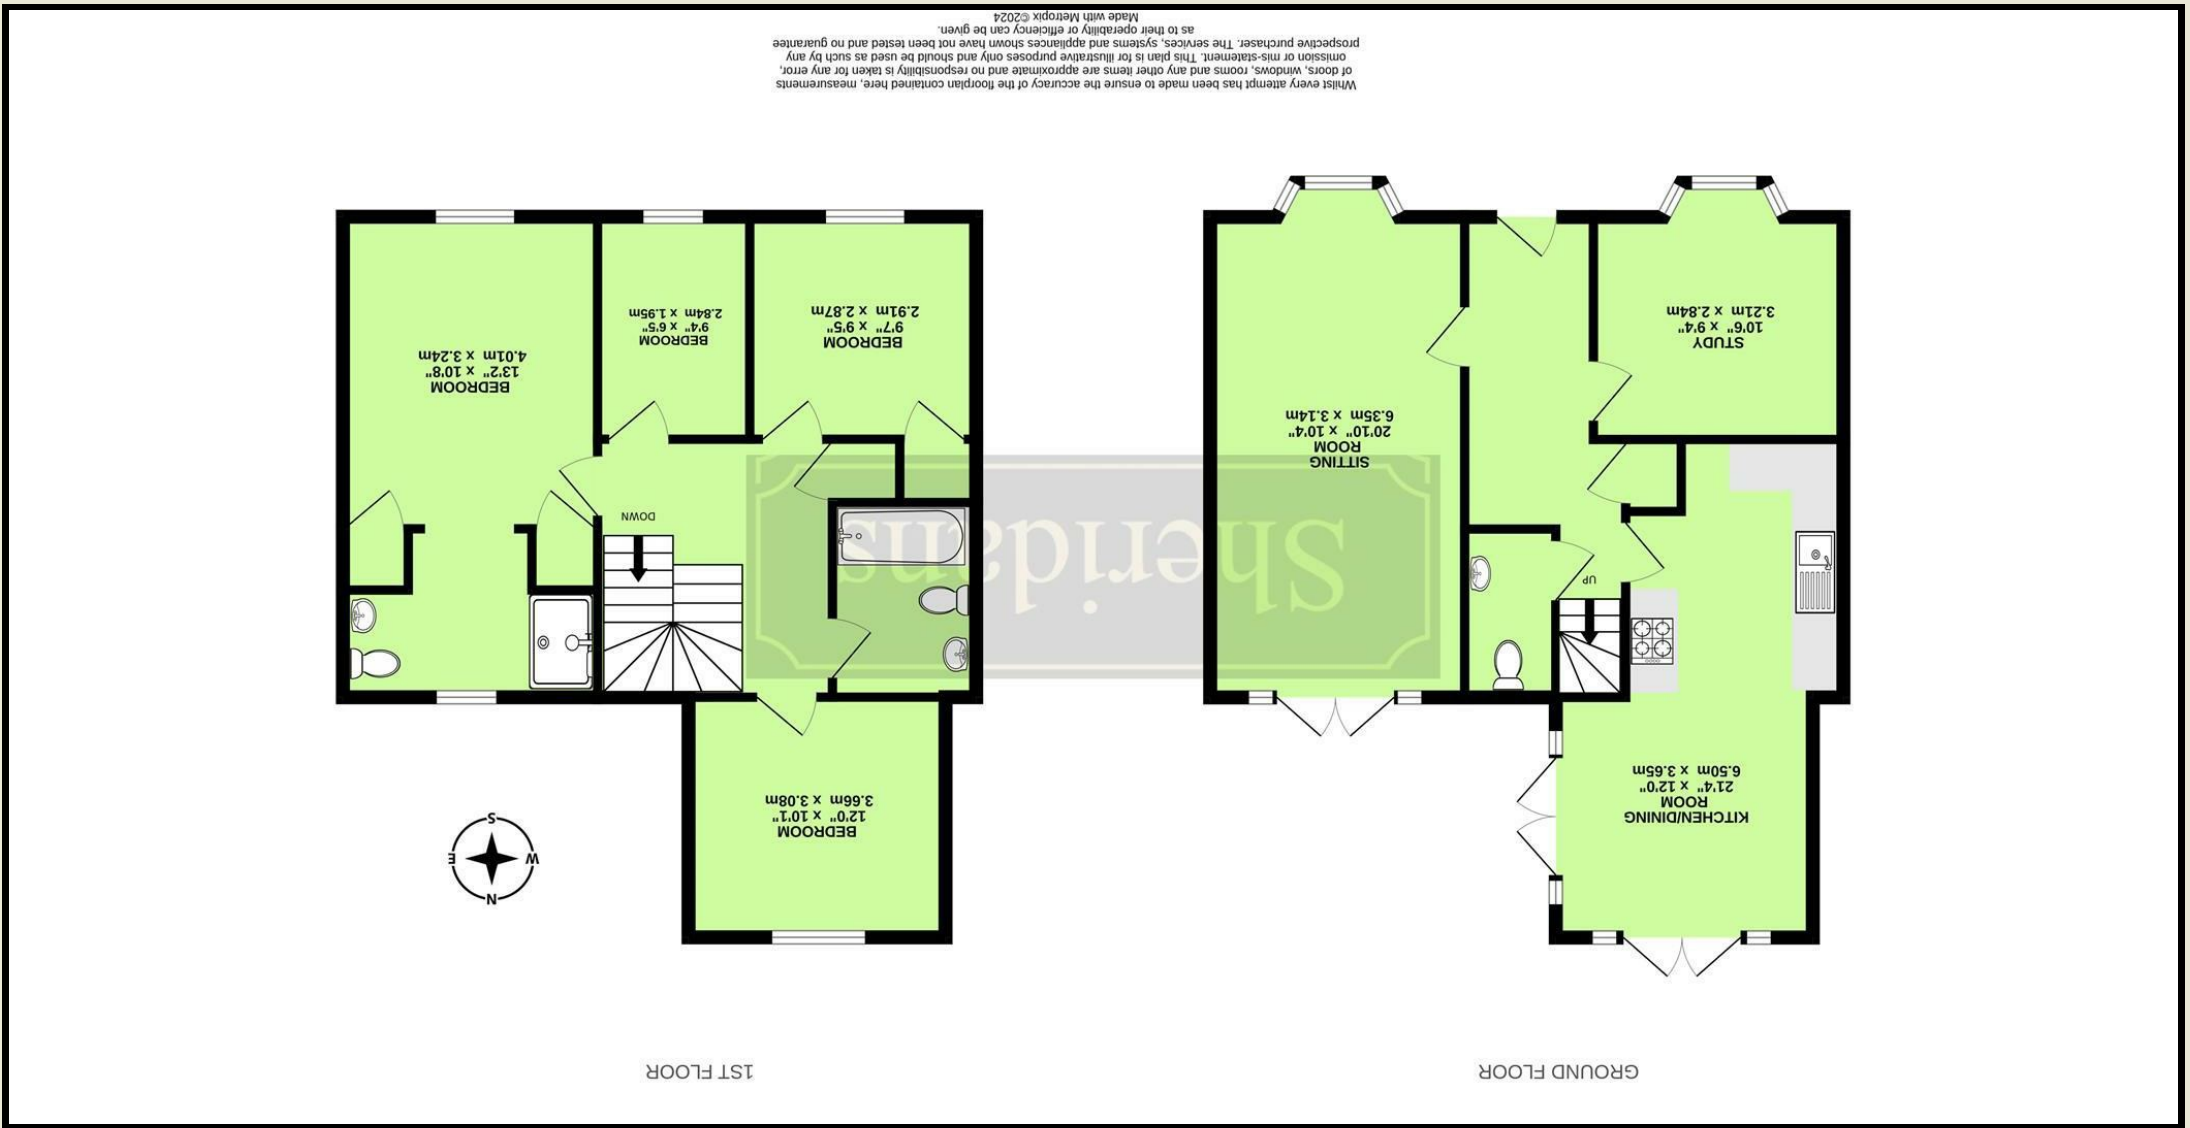 GROUND FLOOR
1ST FLOOR
KITCHEN/DINING
ROOM
21'4" x 12'0"
6.50m x 3.65m
UP
SITTING
ROOM
20'10" x 10'4"
6.35m x 3.14m
STUDY
10'6" x 9'4"
3.21m x 2.84m
BEDROOM
12'0" x 10'1"
3.66m x 3.08m
N
W
E
S
DOWN
BEDROOM
9'7" x 9'5"
2.91m x 2.87m
BEDROOM
9'4" x 6'5"
2.84m x 1.95m
BEDROOM
13'2" x 10'8"
4.01m x 3.24m
Sheridans
Whilst every attempt has been made to ensure the accuracy of the floorplan contained here, measurements
of doors, windows, rooms and any other items are approximate and no responsibility is taken for any error,
omission or mis-statement. This plan is for illustrative purposes only and should be used as such by any
prospective purchaser. The services, systems and appliances shown have not been tested and no guarantee
as to their operability or efficiency can be given.
Made with Metropix ©2024